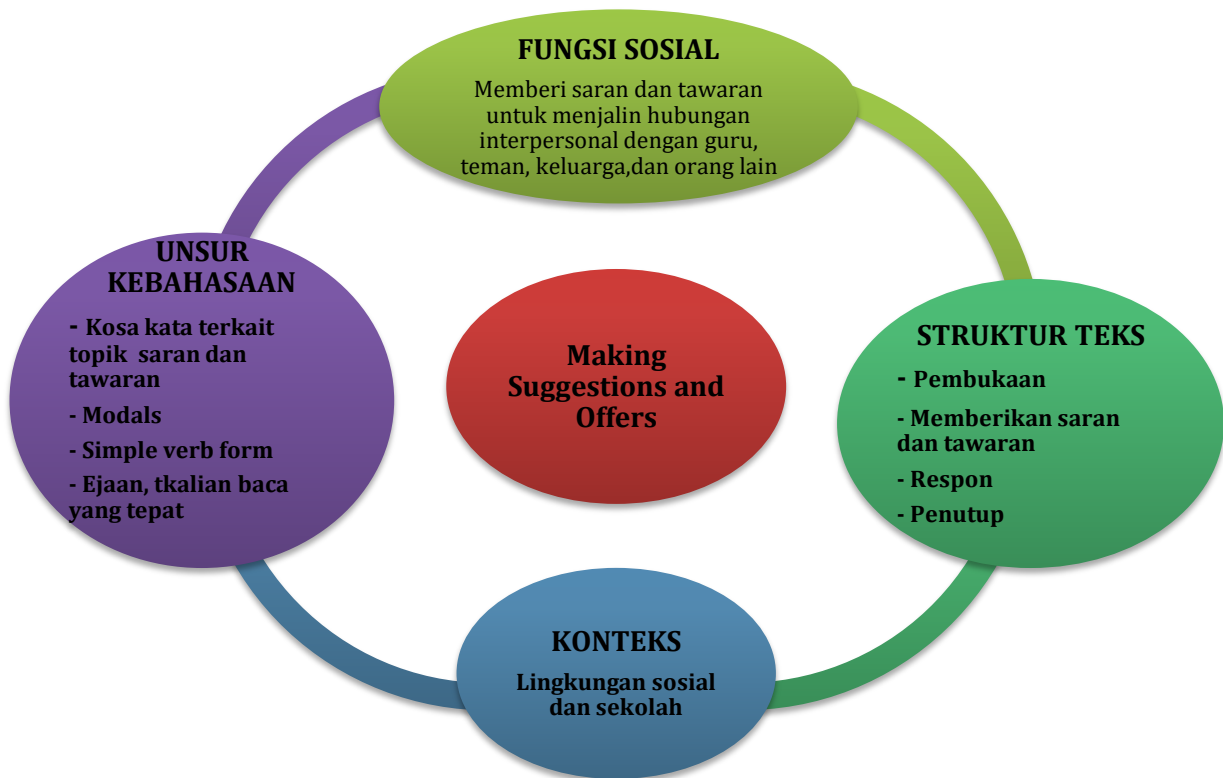 FUNGSI SOSIAL
Memberi saran dan tawaran
untuk menjalin hubungan
interpersonal dengan guru,
teman, keluarga,dan orang lain
UNSUR
KEBAHASAAN
- Kosa kata terkait
topik saran dan
tawaran
- Modals
- Simple verb form
- Ejaan, tkalian baca
yang tepat
Making
Suggestions and
Offers
STRUKTUR TEKS
- Pembukaan
- Memberikan saran
dan tawaran
- Respon
- Penutup
KONTEKS
Lingkungan sosial
dan sekolah